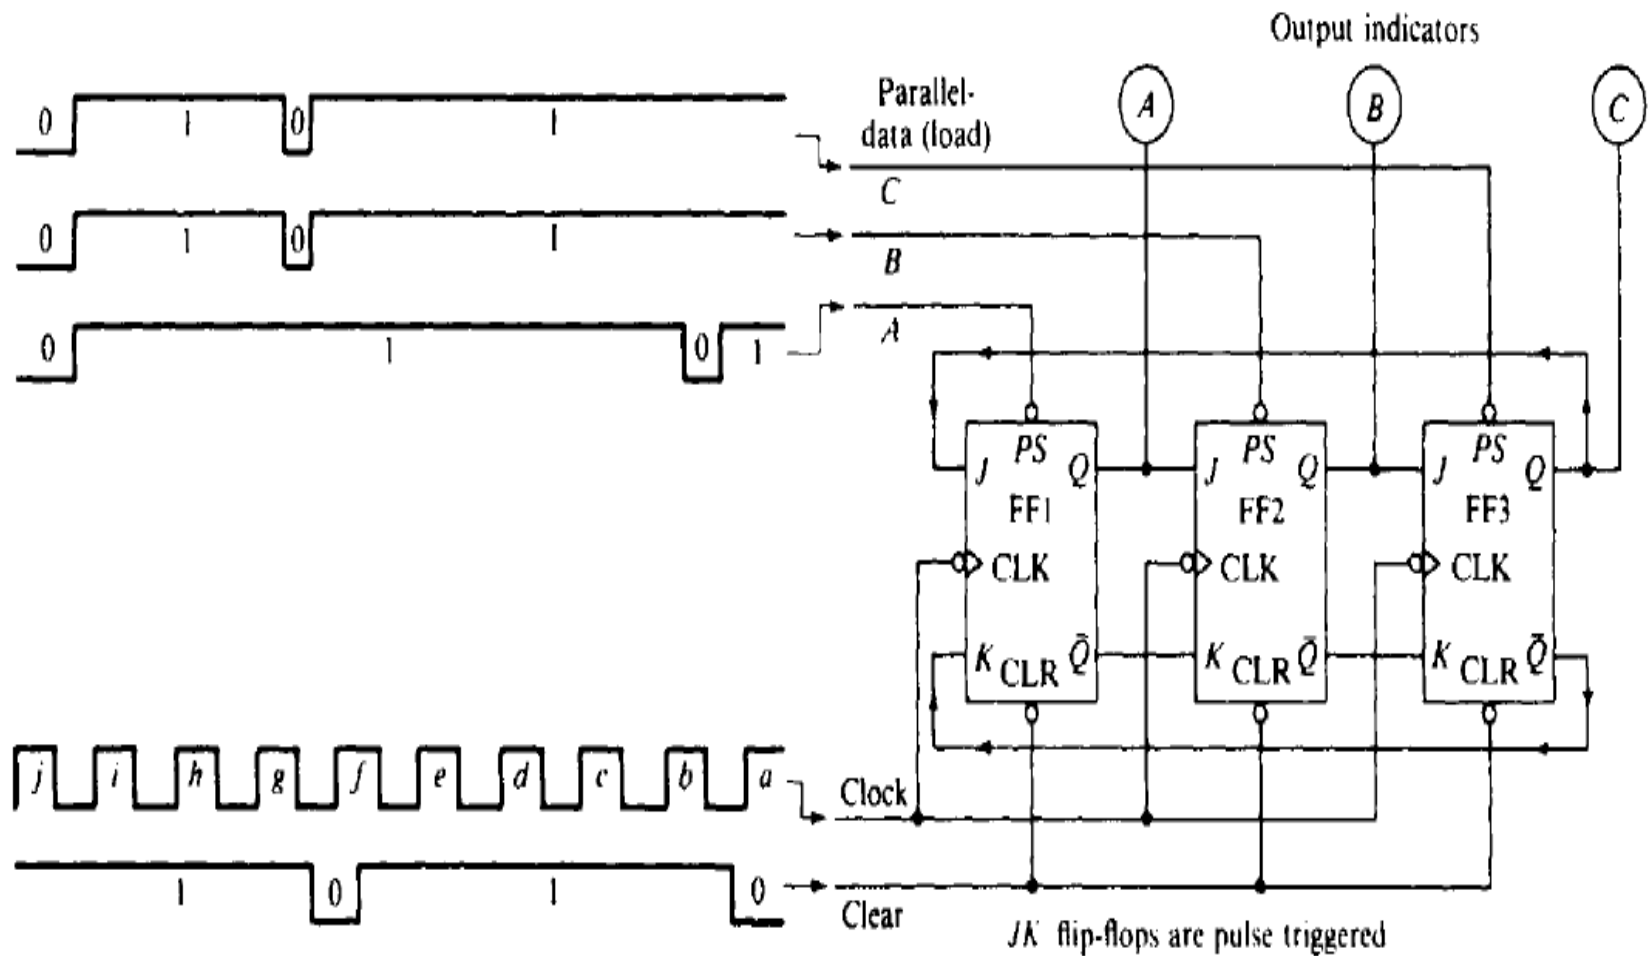 Output indicators
Parallel-
data (load)
A
B
C
0 1 0 1
C
0 1 0 1
B
0 1 0 1
A
PS PS PS
J Q J Q J Q
FF1 FF2 FF3
CLK CLK CLK
K CLR Q̄ K CLR Q̄ K CLR Q̄
j i h g f e d c b a
Clock
1 0 1 0
Clear
JK flip-flops are pulse triggered